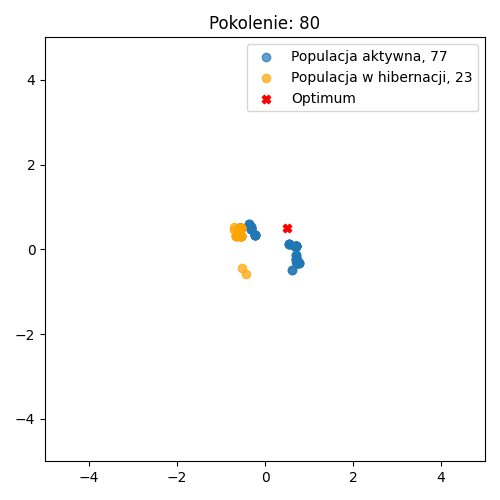 Pokolenie: 80
Populacja aktywna, 77
Populacja w hibernacji, 23
Optimum
4
2
0
−2
−4
−4
−2
0
2
4